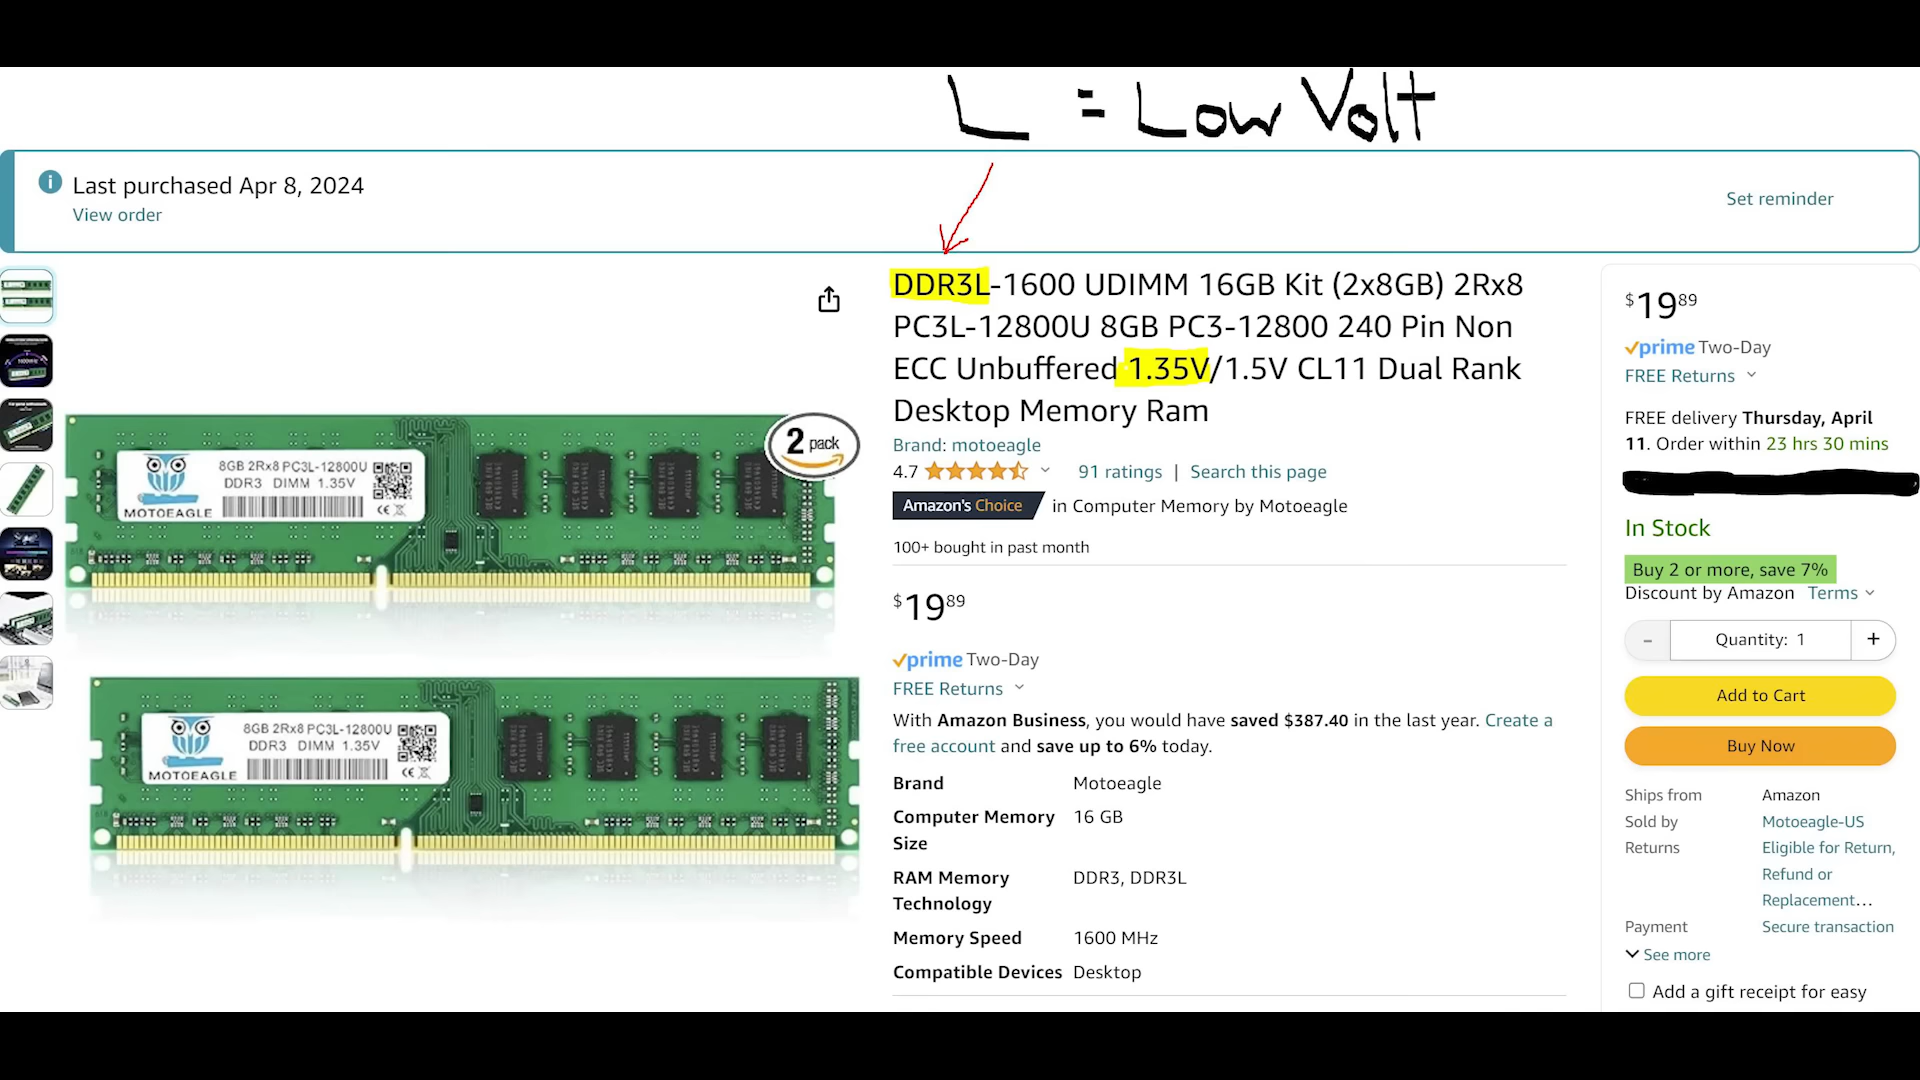 L = Low Volt
Last purchased Apr 8, 2024
View order
Set reminder
2 pack
8GB 2Rx8 PC3L-12800U
DDR3 DIMM 1.35V
MOTOEAGLE
8GB 2Rx8 PC3L-12800U
DDR3 DIMM 1.35V
MOTOEAGLE
DDR3L-1600 UDIMM 16GB Kit (2x8GB) 2Rx8
PC3L-12800U 8GB PC3-12800 240 Pin Non
ECC Unbuffered 1.35V/1.5V CL11 Dual Rank
Desktop Memory Ram
Brand: motoeagle
4.7 91 ratings | Search this page
Amazon's Choice in Computer Memory by Motoeagle
100+ bought in past month
$19 89
prime Two-Day
FREE Returns
With Amazon Business, you would have saved $387.40 in the last year. Create a
free account and save up to 6% today.
Brand Motoeagle
Computer Memory Size 16 GB
RAM Memory Technology DDR3, DDR3L
Memory Speed 1600 MHz
Compatible Devices Desktop
$19 89
prime Two-Day
FREE Returns
FREE delivery Thursday, April
11. Order within 23 hrs 30 mins
In Stock
Buy 2 or more, save 7%
Discount by Amazon Terms
- Quantity: 1 +
Add to Cart
Buy Now
Ships from Amazon
Sold by Motoeagle-US
Returns Eligible for Return,
Refund or
Replacement…
Payment Secure transaction
See more
Add a gift receipt for easy